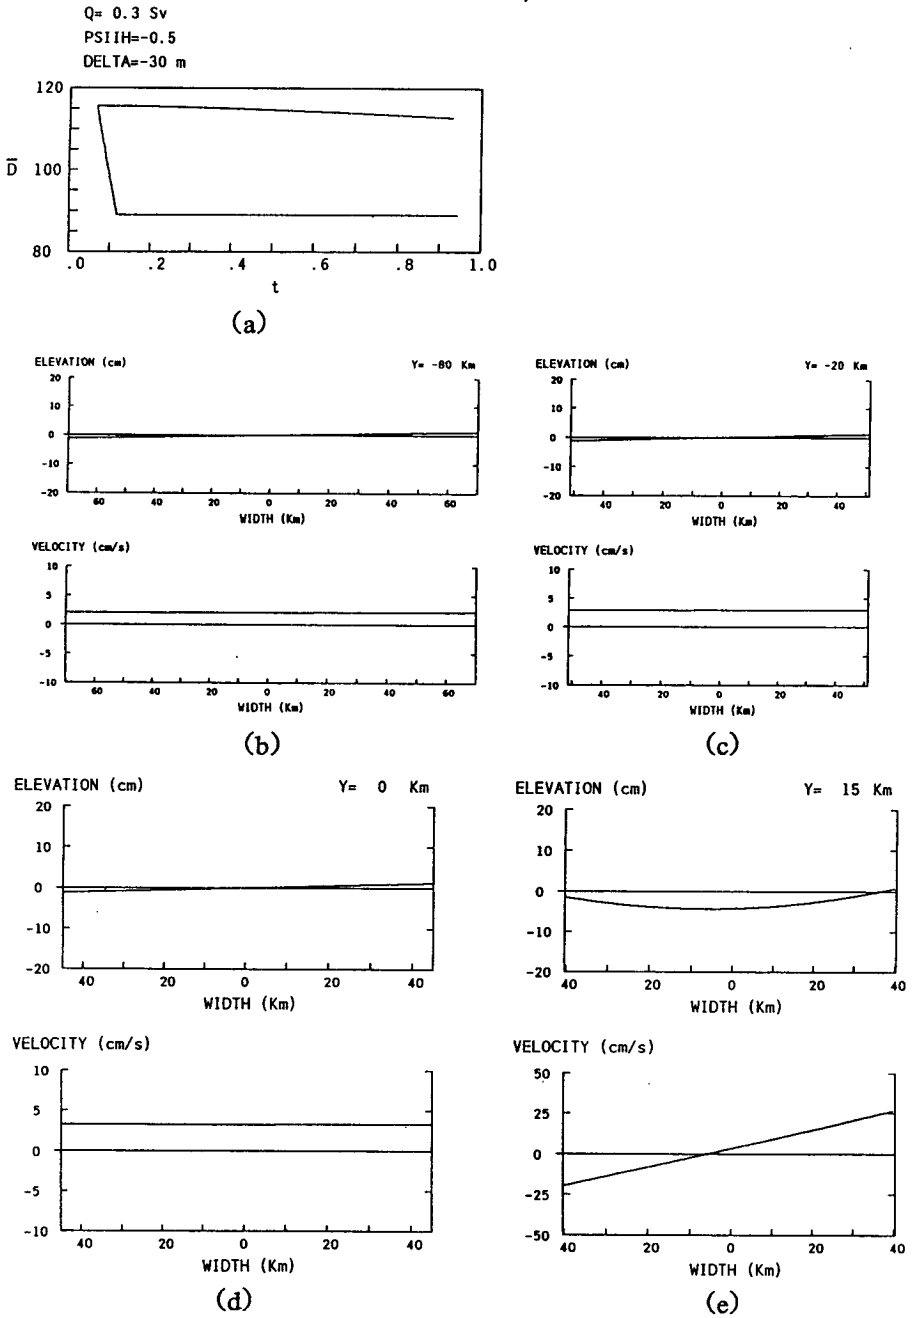 Q= 0.3 Sv
PSIIH=-0.5
DELTA=-30 m
120
D̅ 100
80
.0 .2 .4 .6 .8 1.0
t
(a)
ELEVATION (cm) Y= -80 Km
20
10
0
-10
-20
60 40 20 0 20 40 60
WIDTH (Km)
VELOCITY (cm/s)
10
5
0
-5
-10
60 40 20 0 20 40 60
WIDTH (Km)
(b)
ELEVATION (cm) Y= -20 Km
20
10
0
-10
-20
40 20 0 20 40
WIDTH (Km)
VELOCITY (cm/s)
10
5
0
-5
-10
40 20 0 20 40
WIDTH (Km)
(c)
ELEVATION (cm) Y= 0 Km
20
10
0
-10
-20
40 20 0 20 40
WIDTH (Km)
VELOCITY (cm/s)
10
5
0
-5
-10
40 20 0 20 40
WIDTH (Km)
(d)
ELEVATION (cm) Y= 15 Km
20
10
0
-10
-20
40 20 0 20 40
WIDTH (Km)
VELOCITY (cm/s)
50
25
0
-25
-50
40 20 0 20 40
WIDTH (Km)
(e)